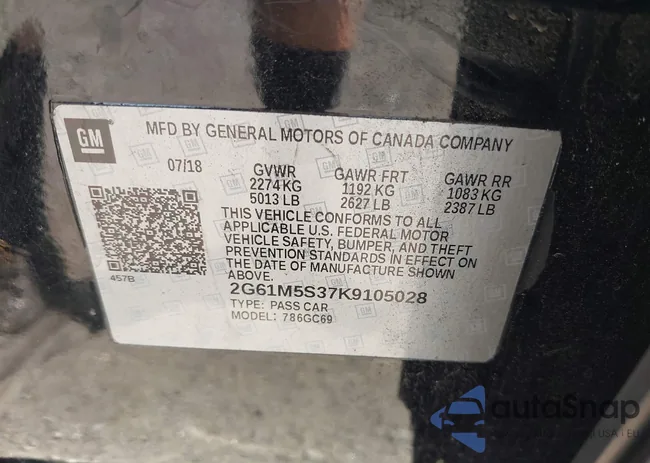 GM
MFD BY GENERAL MOTORS OF CANADA COMPANY
07/18 GVWR GAWR FRT GAWR RR
2274 KG 1192 KG 1083 KG
5013 LB 2627 LB 2387 LB
THIS VEHICLE CONFORMS TO ALL
APPLICABLE U.S. FEDERAL MOTOR
VEHICLE SAFETY, BUMPER, AND THEFT
PREVENTION STANDARDS IN EFFECT ON
THE DATE OF MANUFACTURE SHOWN
ABOVE.
457B
2G61M5S37K9105028
TYPE: PASS CAR
MODEL: 786GC69
autoSnap